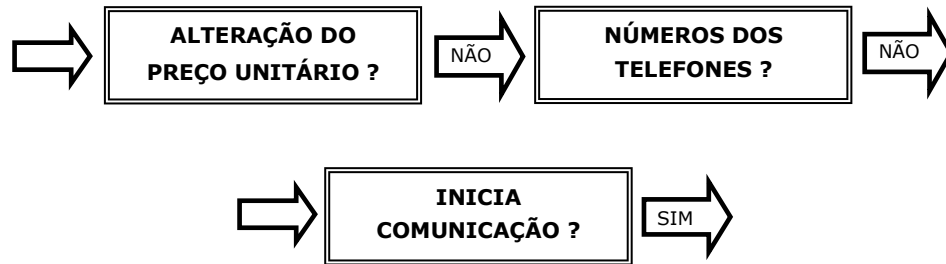 ALTERAÇÃO DO
PREÇO UNITÁRIO ?
NÃO
NÚMEROS DOS
TELEFONES ?
NÃO
INICIA
COMUNICAÇÃO ?
SIM